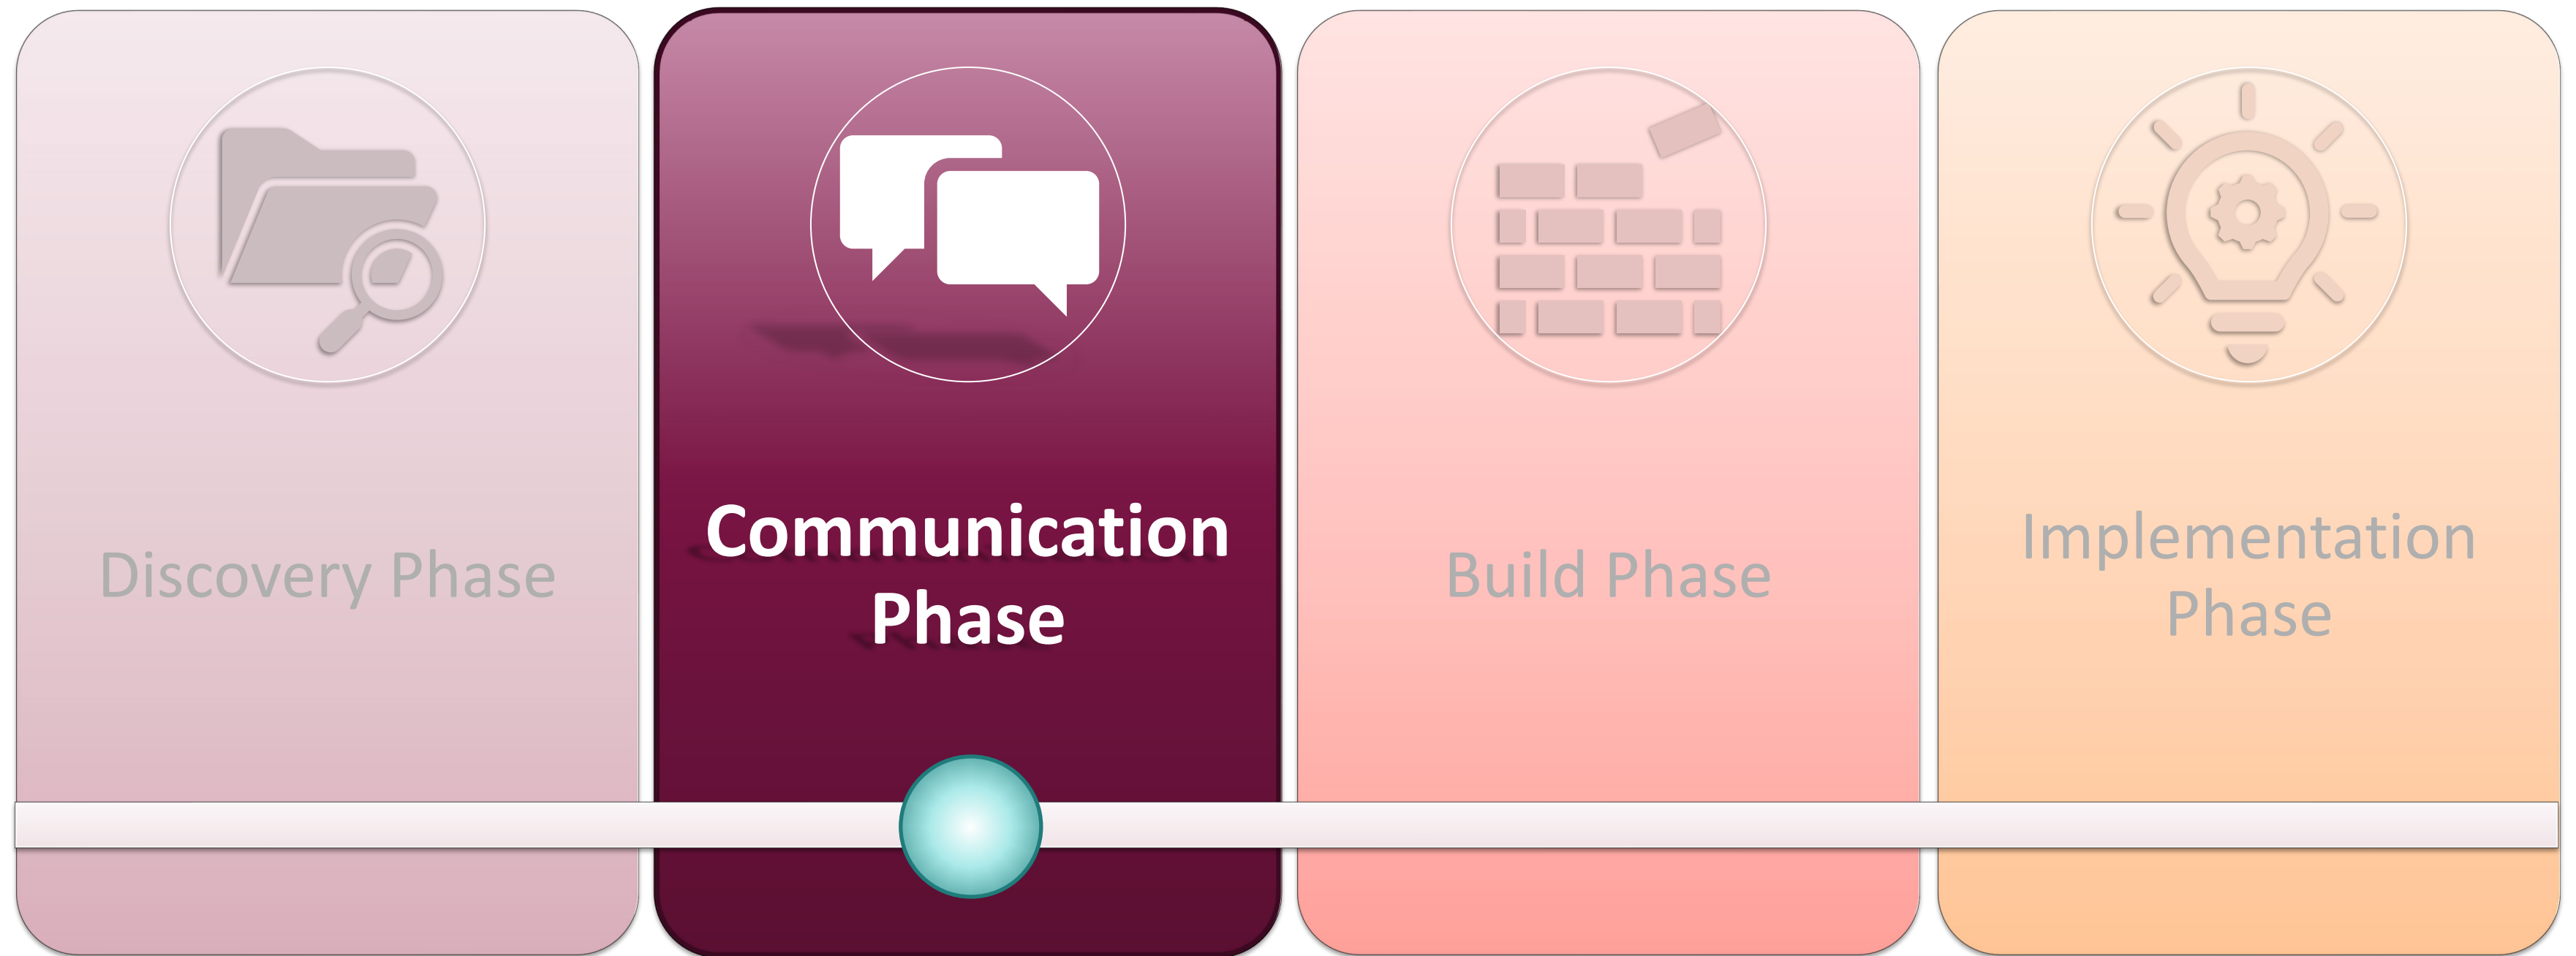 Discovery Phase
Communication
Phase
Build Phase
Implementation
Phase